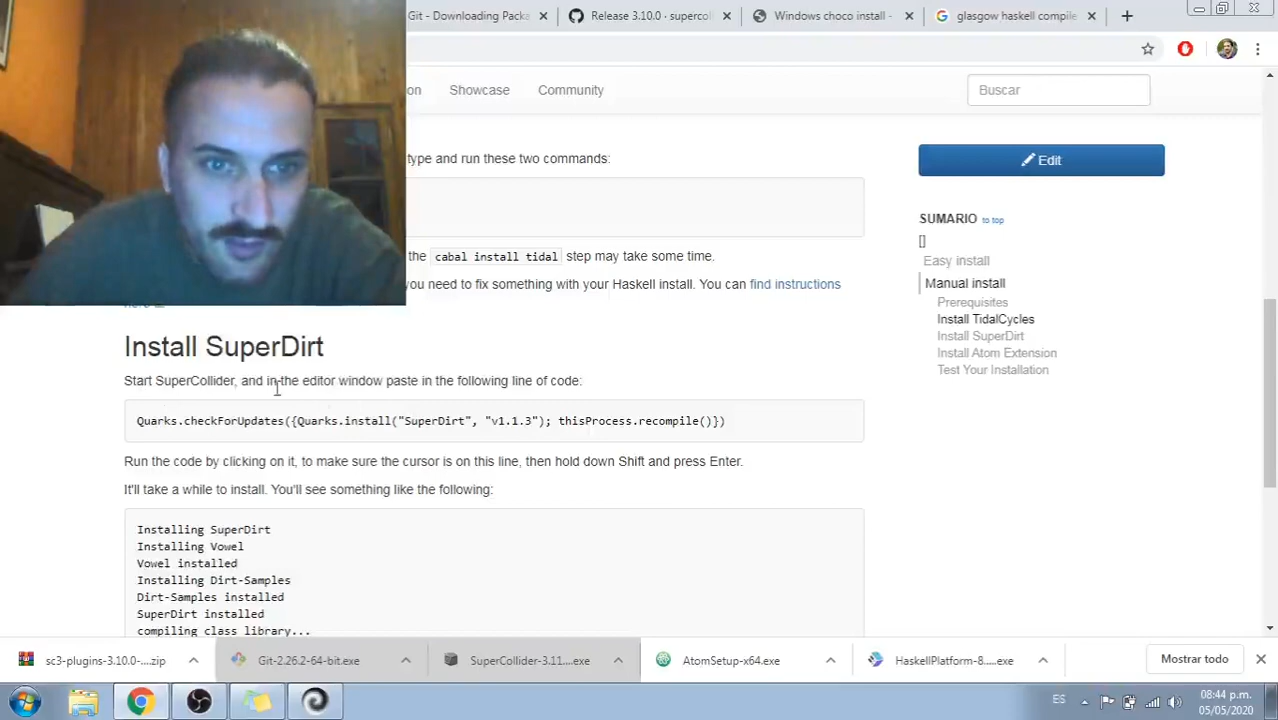 Git - Downloading Packa
Release 3.10.0 · supercol
Windows choco install -
glasgow haskell compile
on
Showcase
Community
Buscar
type and run these two commands:
Edit
SUMARIO to top
[]
the cabal install tidal step may take some time.
Easy install
you need to fix something with your Haskell install. You can find instructions
Manual install
Prerequisites
Install TidalCycles
Install SuperDirt
Install Atom Extension
Test Your Installation
Install SuperDirt
Start SuperCollider, and in the editor window paste in the following line of code:
Quarks.checkForUpdates({Quarks.install("SuperDirt", "v1.1.3"); thisProcess.recompile()})
Run the code by clicking on it, to make sure the cursor is on this line, then hold down Shift and press Enter.
It'll take a while to install. You'll see something like the following:
Installing SuperDirt
Installing Vowel
Vowel installed
Installing Dirt-Samples
Dirt-Samples installed
SuperDirt installed
compiling class library...
sc3-plugins-3.10.0-....zip
Git-2.26.2-64-bit.exe
SuperCollider-3.11....exe
AtomSetup-x64.exe
HaskellPlatform-8....exe
Mostrar todo
ES
08:44 p.m.
05/05/2020